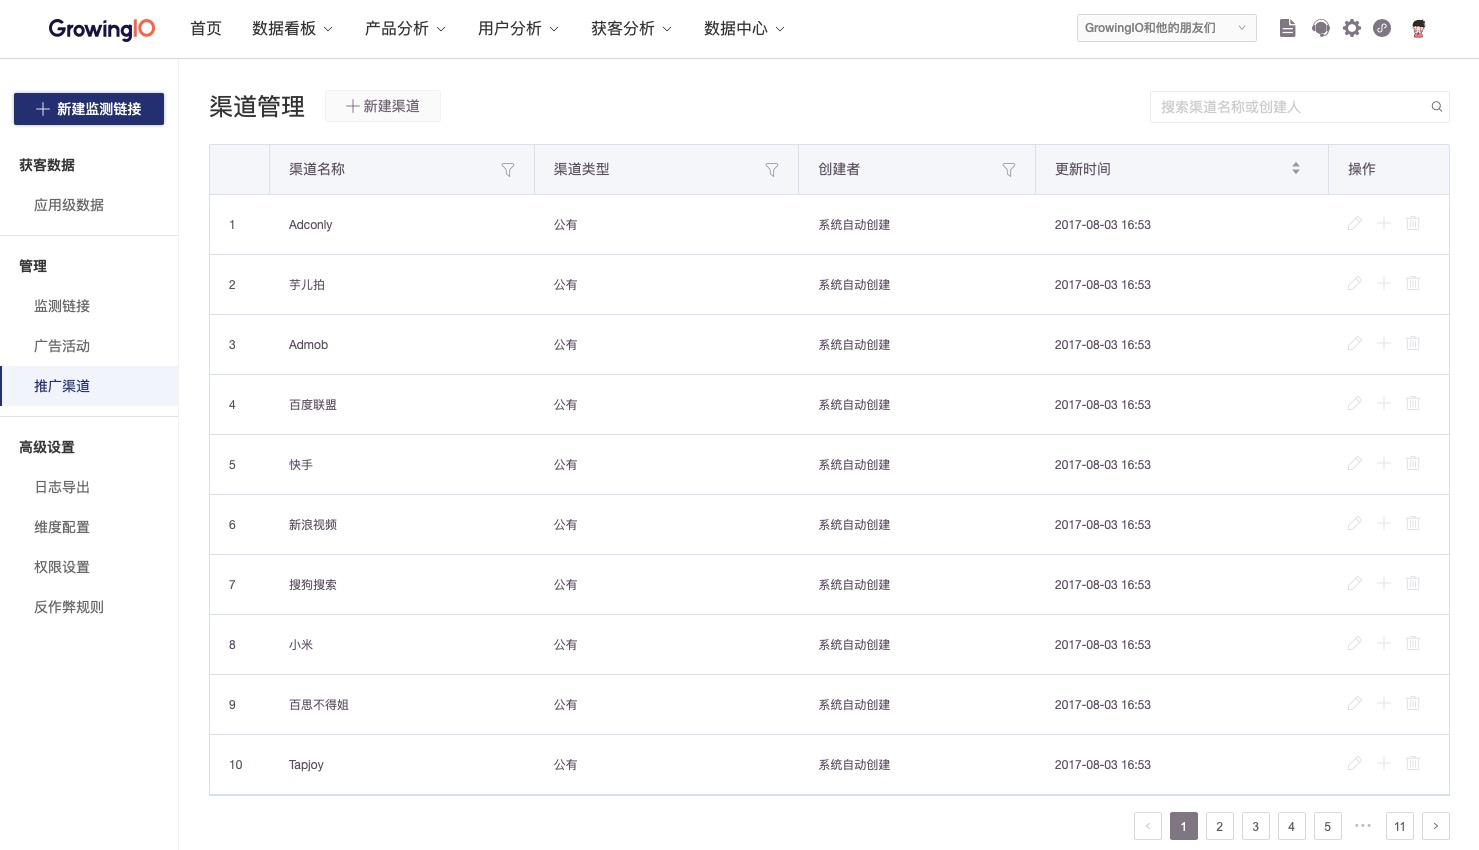 GrowingIO 首页 数据看板 产品分析 用户分析 获客分析 数据中心 GrowingIO和他的朋友们
新建监测链接
获客数据
应用级数据
管理
监测链接
广告活动
推广渠道
高级设置
日志导出
维度配置
权限设置
反作弊规则
渠道管理 新建渠道 搜索渠道名称或创建人
渠道名称 渠道类型 创建者 更新时间 操作
1 Adconly 公有 系统自动创建 2017-08-03 16:53
2 芋儿拍 公有 系统自动创建 2017-08-03 16:53
3 Admob 公有 系统自动创建 2017-08-03 16:53
4 百度联盟 公有 系统自动创建 2017-08-03 16:53
5 快手 公有 系统自动创建 2017-08-03 16:53
6 新浪视频 公有 系统自动创建 2017-08-03 16:53
7 搜狗搜索 公有 系统自动创建 2017-08-03 16:53
8 小米 公有 系统自动创建 2017-08-03 16:53
9 百思不得姐 公有 系统自动创建 2017-08-03 16:53
10 Tapjoy 公有 系统自动创建 2017-08-03 16:53
1 2 3 4 5 ••• 11